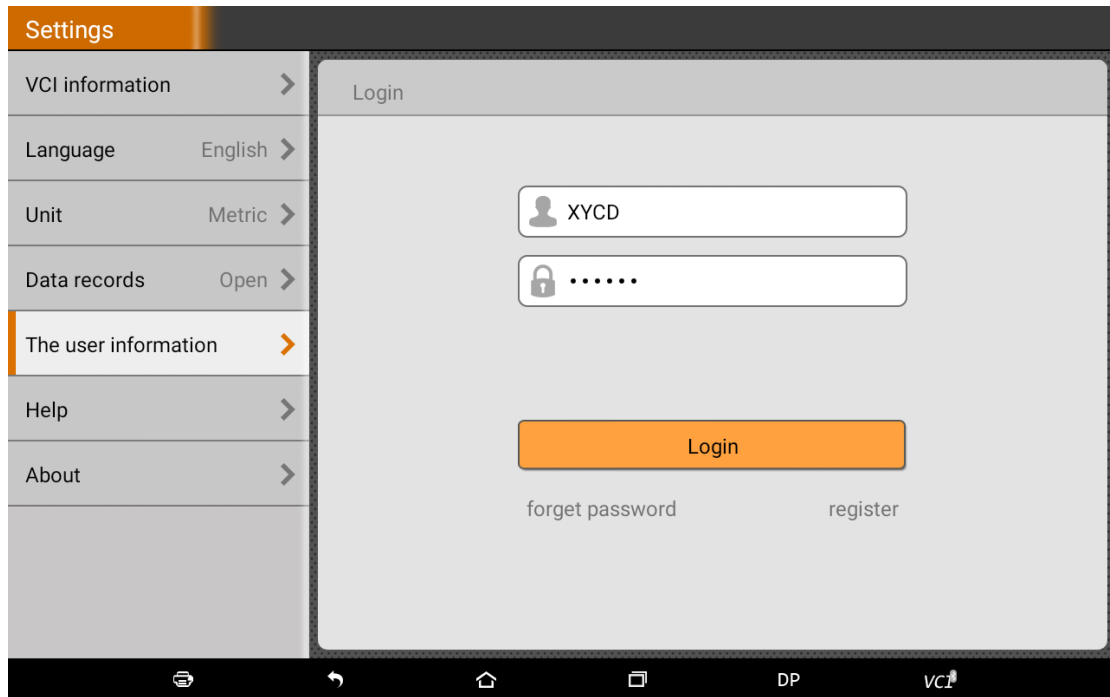 Settings
VCI information
Language English
Unit Metric
Data records Open
The user information
Help
About
Login
XYCD
••••••
Login
forget password register
DP VCI